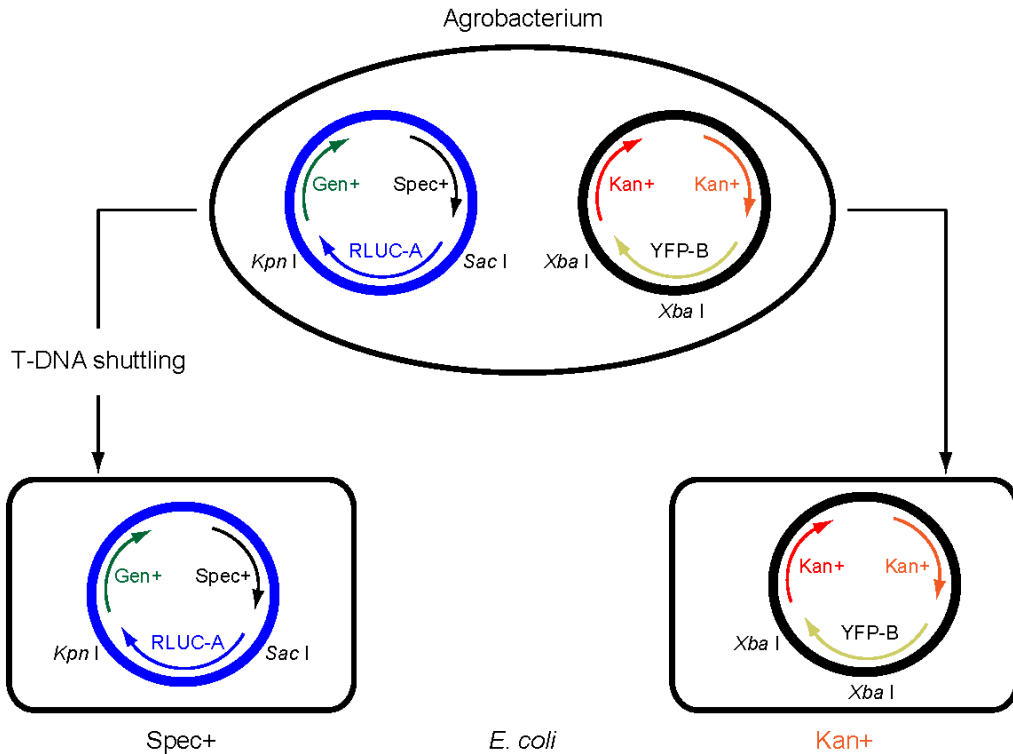 Agrobacterium
Gen+
Spec+
Kan+
Kan+
Kpn I
RLUC-A
Sac I
Xba I
YFP-B
Xba I
T-DNA shuttling
Gen+
Spec+
Kpn I
RLUC-A
Sac I
Kan+
Kan+
Xba I
YFP-B
Xba I
Spec+
E. coli
Kan+